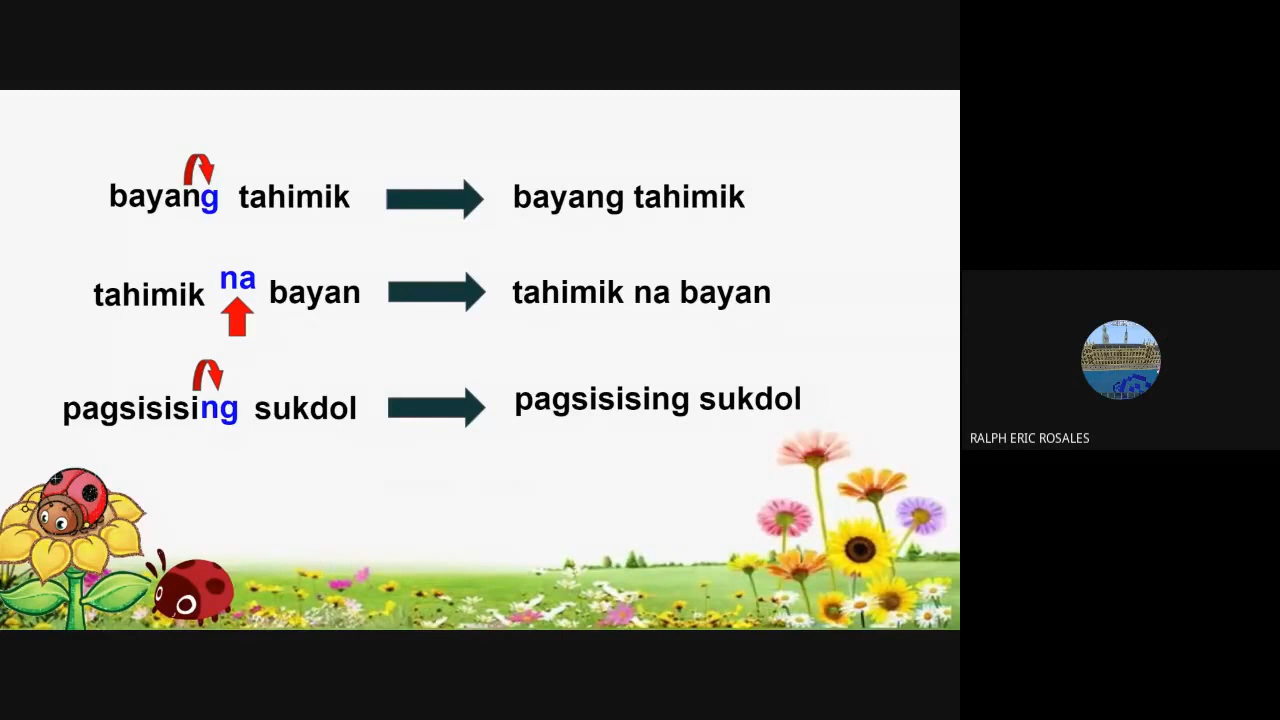 bayang tahimik bayang tahimik
tahimik na bayan tahimik na bayan
pagsisising sukdol pagsisising sukdol
RALPH ERIC ROSALES